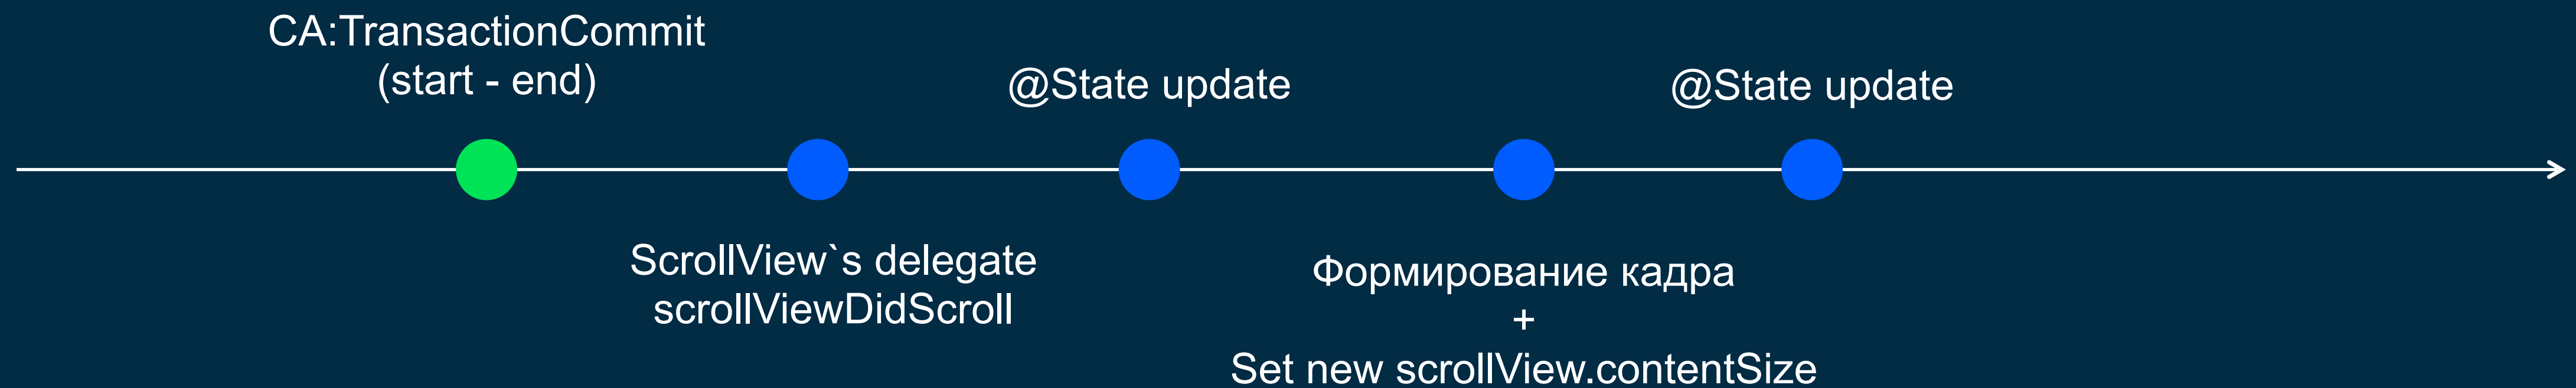 CA:TransactionCommit
(start - end)
ScrollView`s delegate
scrollViewDidScroll
@State update
Формирование кадра
+
Set new scrollView.contentSize
@State update